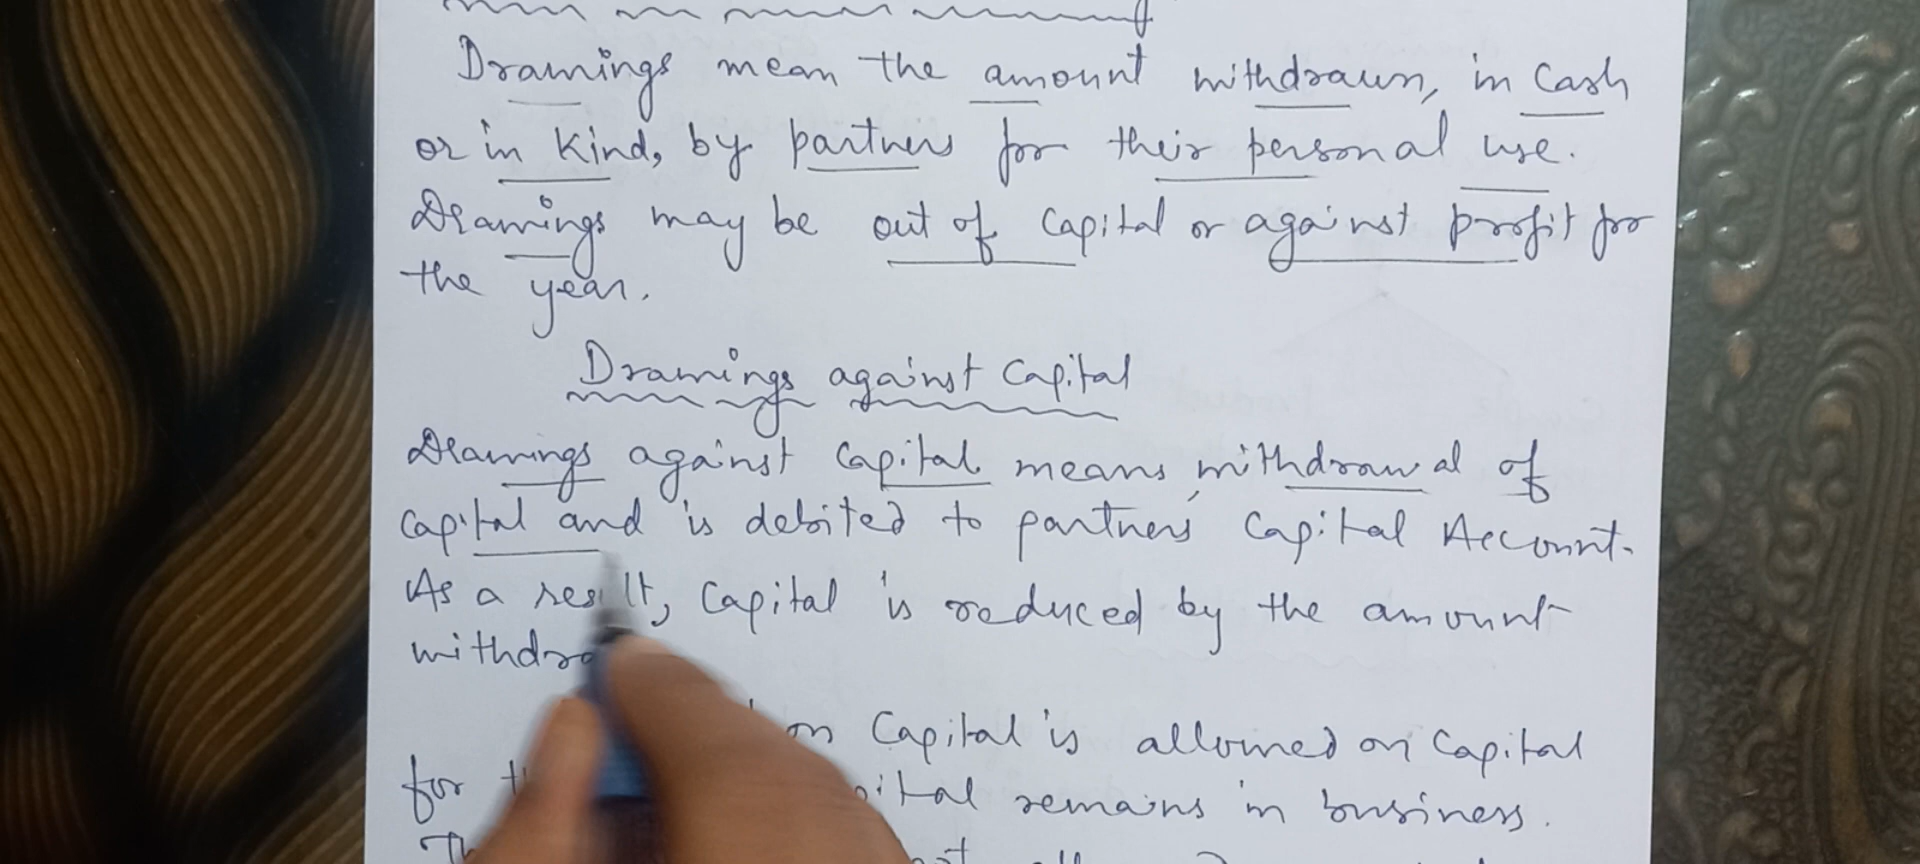 Drawings mean the amount withdrawn, in cash
or in kind, by partners for their personal use.
Drawings may be out of capital or against profit for
the year.
Drawings against Capital
Drawings against capital means withdrawal of
capital and is debited to partners' Capital Account.
As a result, Capital is reduced by the amount
on Capital is allowed on Capital
for remains in business.